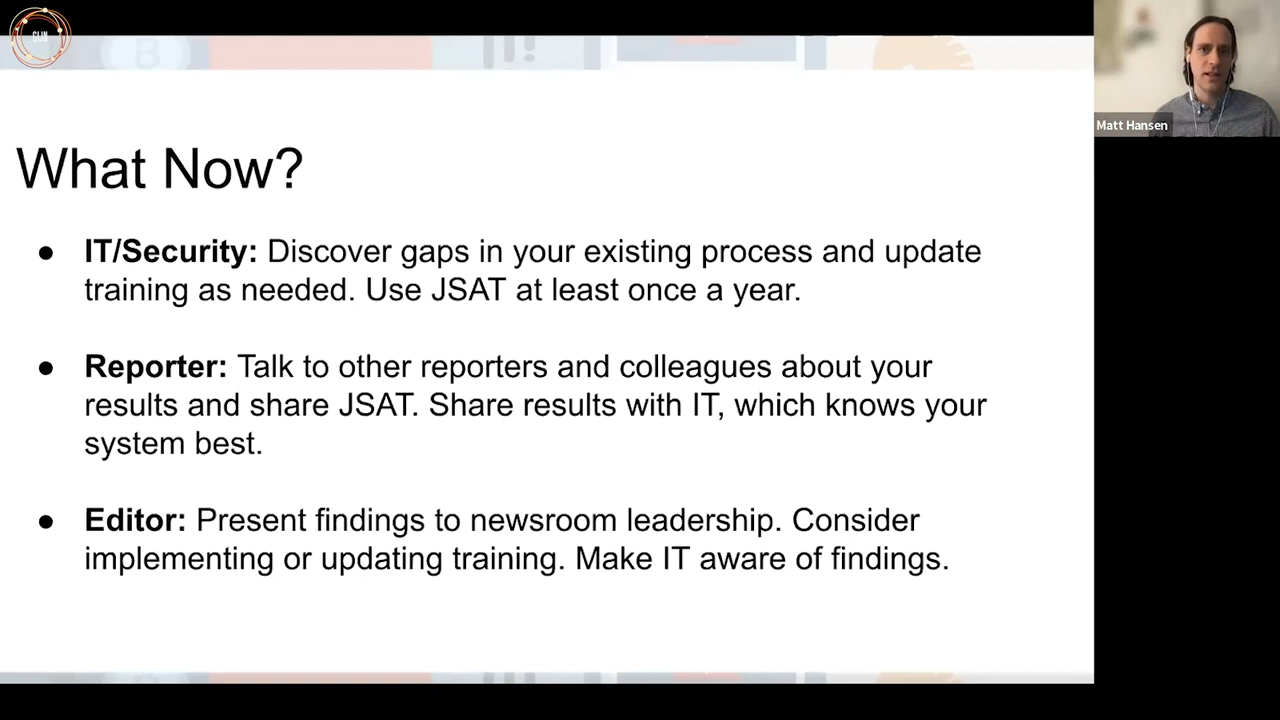 GIJN
Matt Hansen
What Now?
● IT/Security: Discover gaps in your existing process and update
training as needed. Use JSAT at least once a year.
● Reporter: Talk to other reporters and colleagues about your
results and share JSAT. Share results with IT, which knows your
system best.
● Editor: Present findings to newsroom leadership. Consider
implementing or updating training. Make IT aware of findings.